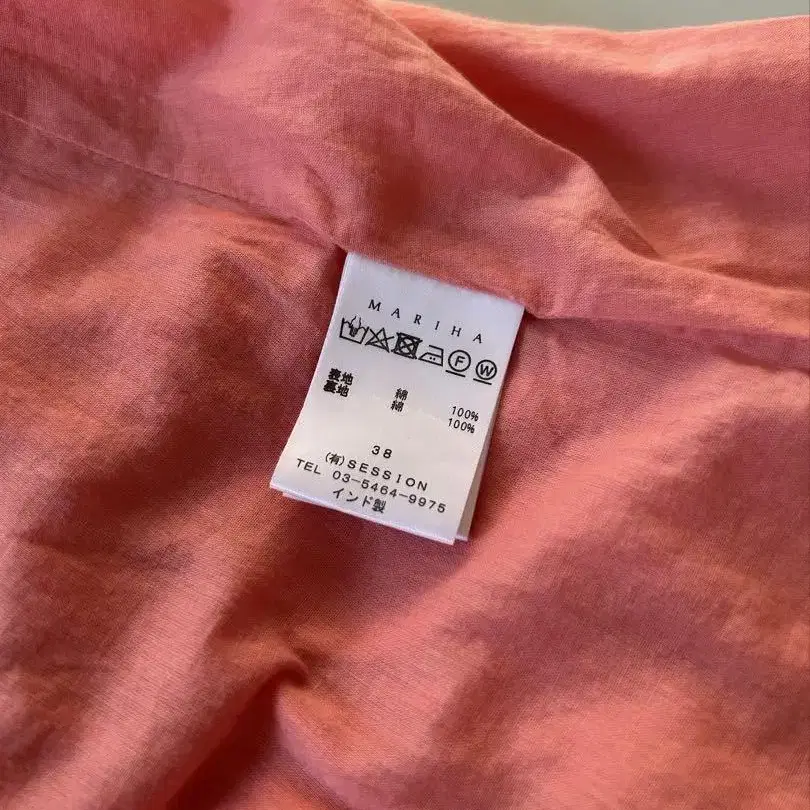 MARIHA
F W
表地 綿 100%
裏地 綿 100%
38
(有)SESSION
TEL 03-5464-9975
インド製